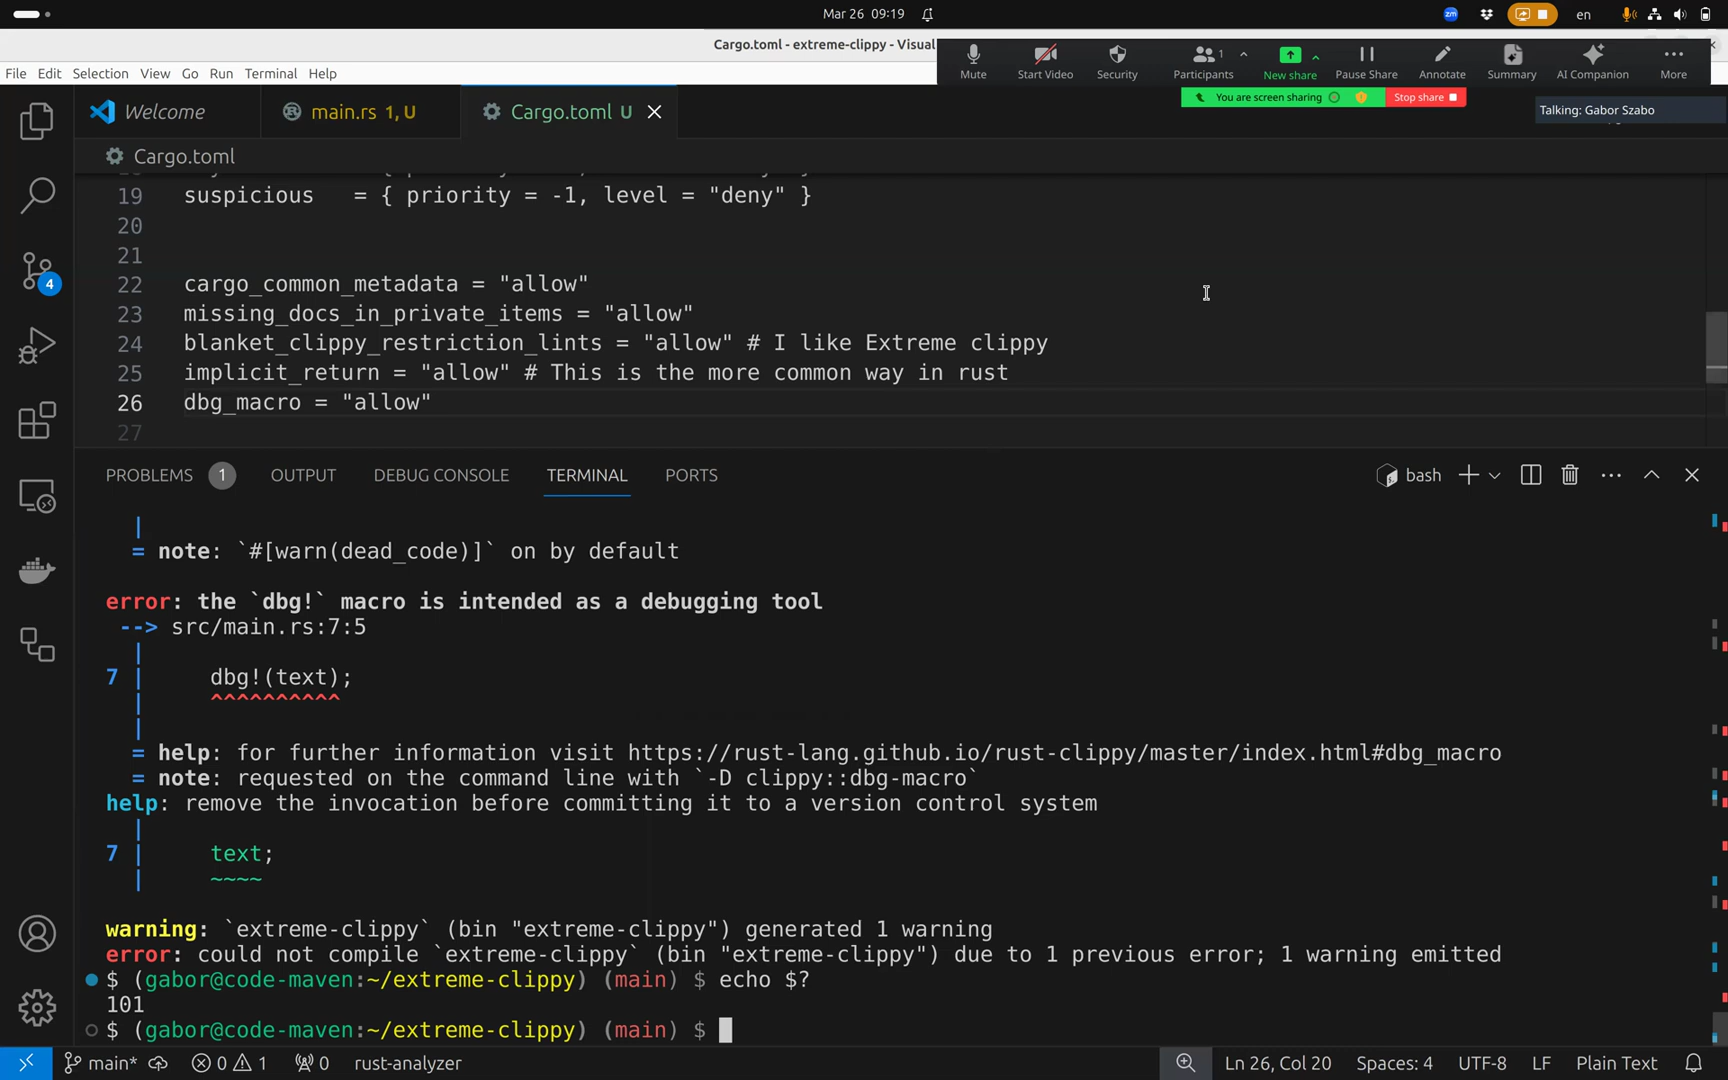 Mar 26 09:19
zm
en
Cargo.toml - extreme-clippy - Visual
File Edit Selection View Go Run Terminal Help
Mute
Start Video
Security
Participants 1
New share
Pause Share
Annotate
Summary
AI Companion
More
You are screen sharing
Stop share
Talking: Gabor Szabo
Welcome
main.rs 1, U
Cargo.toml U
Cargo.toml
19 suspicious = { priority = -1, level = "deny" }
20
21
22 cargo_common_metadata = "allow"
23 missing_docs_in_private_items = "allow"
24 blanket_clippy_restriction_lints = "allow" # I like Extreme clippy
25 implicit_return = "allow" # This is the more common way in rust
26 dbg_macro = "allow"
27
4
PROBLEMS 1 OUTPUT DEBUG CONSOLE TERMINAL PORTS
bash
|
= note: `#[warn(dead_code)]` on by default
error: the `dbg!` macro is intended as a debugging tool
--> src/main.rs:7:5
|
7 | dbg!(text);
| ^^^^^^^^^^
|
= help: for further information visit https://rust-lang.github.io/rust-clippy/master/index.html#dbg_macro
= note: requested on the command line with `-D clippy::dbg-macro`
help: remove the invocation before committing it to a version control system
|
7 | text;
| ~~~~
warning: `extreme-clippy` (bin "extreme-clippy") generated 1 warning
error: could not compile `extreme-clippy` (bin "extreme-clippy") due to 1 previous error; 1 warning emitted
$ (gabor@code-maven:~/extreme-clippy) (main) $ echo $?
101
$ (gabor@code-maven:~/extreme-clippy) (main) $
main* 0 1 0 rust-analyzer
Ln 26, Col 20 Spaces: 4 UTF-8 LF Plain Text